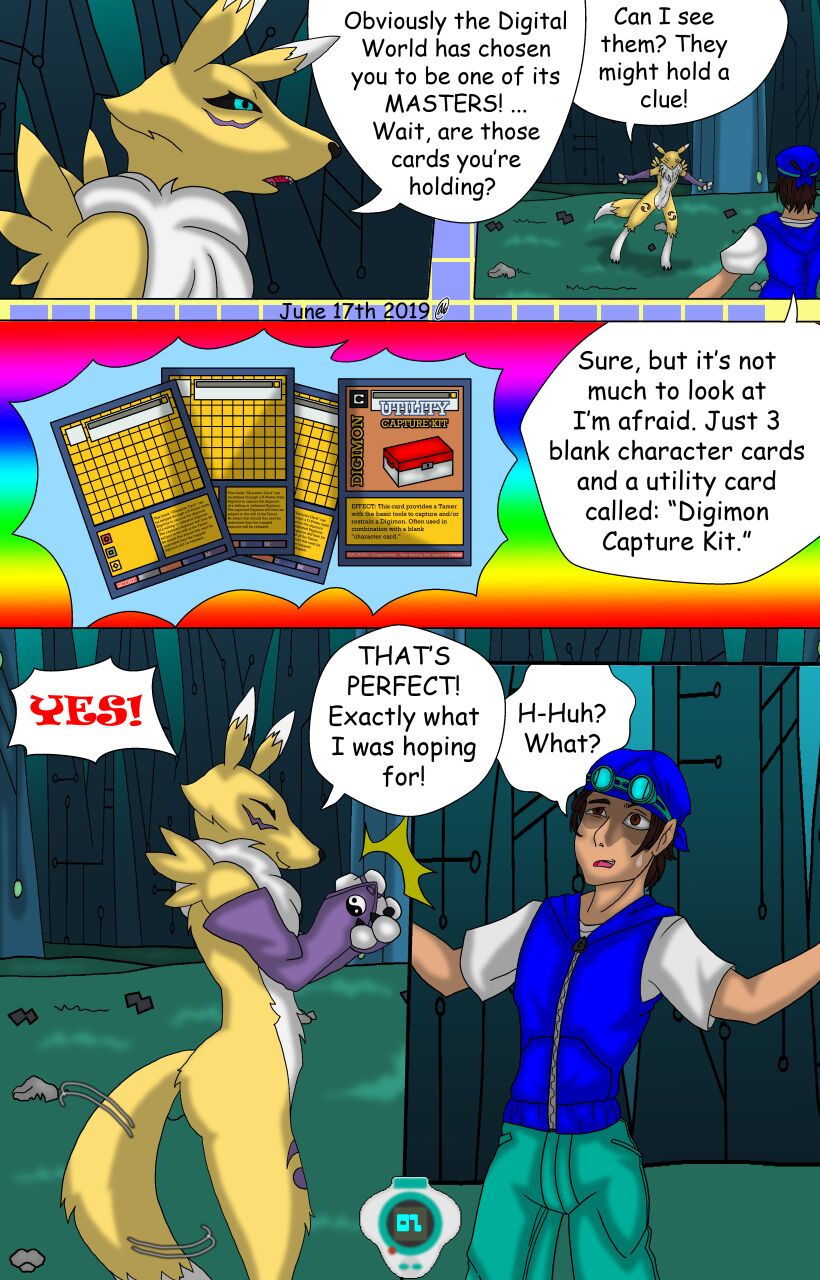 Obviously the Digital
World has chosen
you to be one of its
MASTERS! ...
Wait, are those
cards you're
holding?
Can I see
them? They
might hold a
clue!
June 17th 2019
Sure, but it's not
much to look at
I'm afraid. Just 3
blank character cards
and a utility card
called: “Digimon
Capture Kit.”
SCORE
C
UTILITY
CAPTURE KIT
DIGIMON
EFFECT: This card provides a Tamer
with the basic tools to capture and/or
restrain a Digimon. Often used in
combination with a blank
"character card."
YES!
THAT'S
PERFECT!
Exactly what
I was hoping
for!
H-Huh?
What?